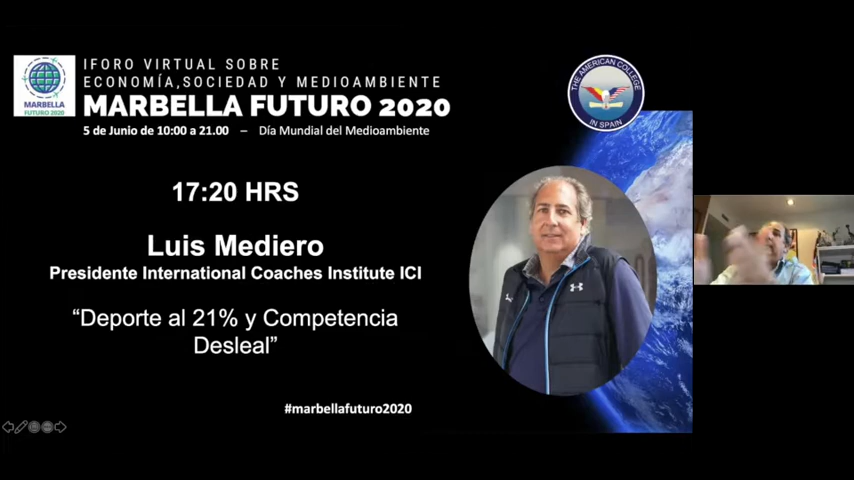 IFORO VIRTUAL SOBRE
ECONOMÍA,SOCIEDAD Y MEDIOAMBIENTE
MARBELLA FUTURO 2020
5 de Junio de 10:00 a 21.00 – Día Mundial del Medioambiente
MARBELLA
FUTURO 2020
THE AMERICAN COLLEGE
IN SPAIN
17:20 HRS
Luis Mediero
Presidente International Coaches Institute ICI
“Deporte al 21% y Competencia
Desleal”
#marbellafuturo2020